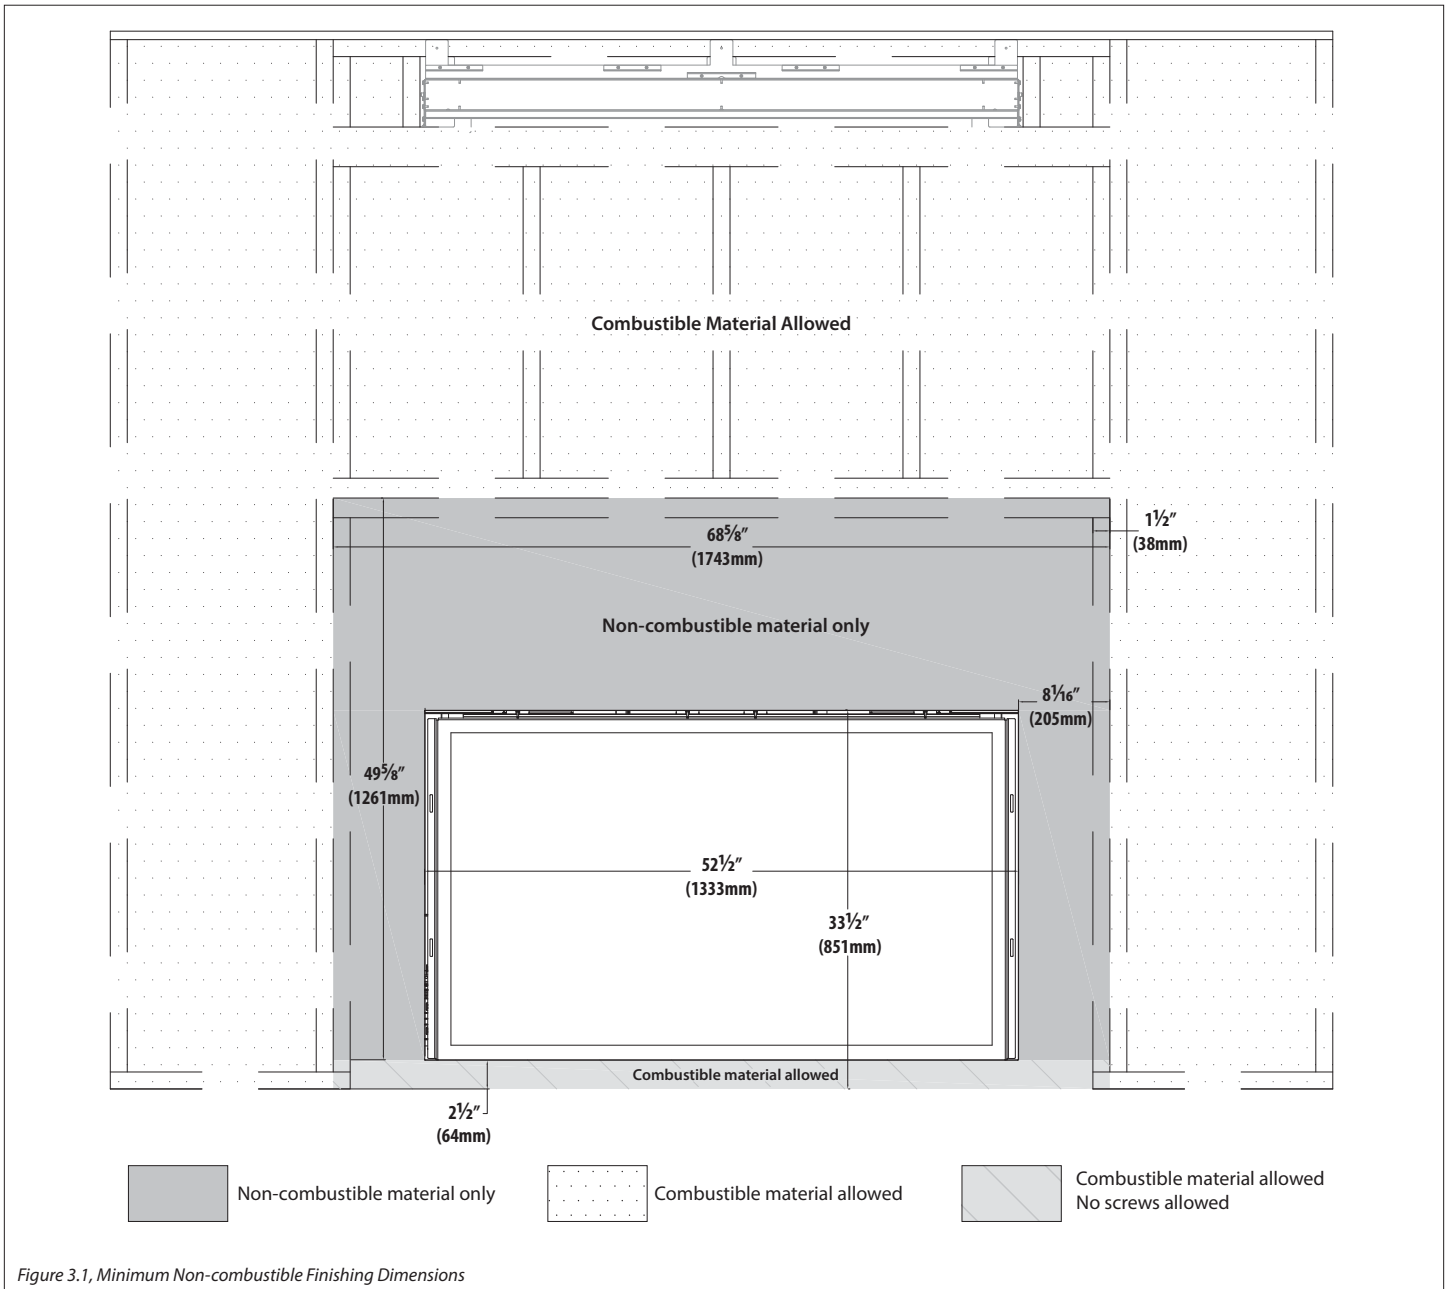 Combustible Material Allowed
68⅝"
(1743mm)
1½"
(38mm)
Non-combustible material only
81⁄16"
(205mm)
49⅝"
(1261mm)
52½"
(1333mm)
33½"
(851mm)
Combustible material allowed
2½"
(64mm)
Non-combustible material only
Combustible material allowed
Combustible material allowed
No screws allowed
Figure 3.1, Minimum Non-combustible Finishing Dimensions